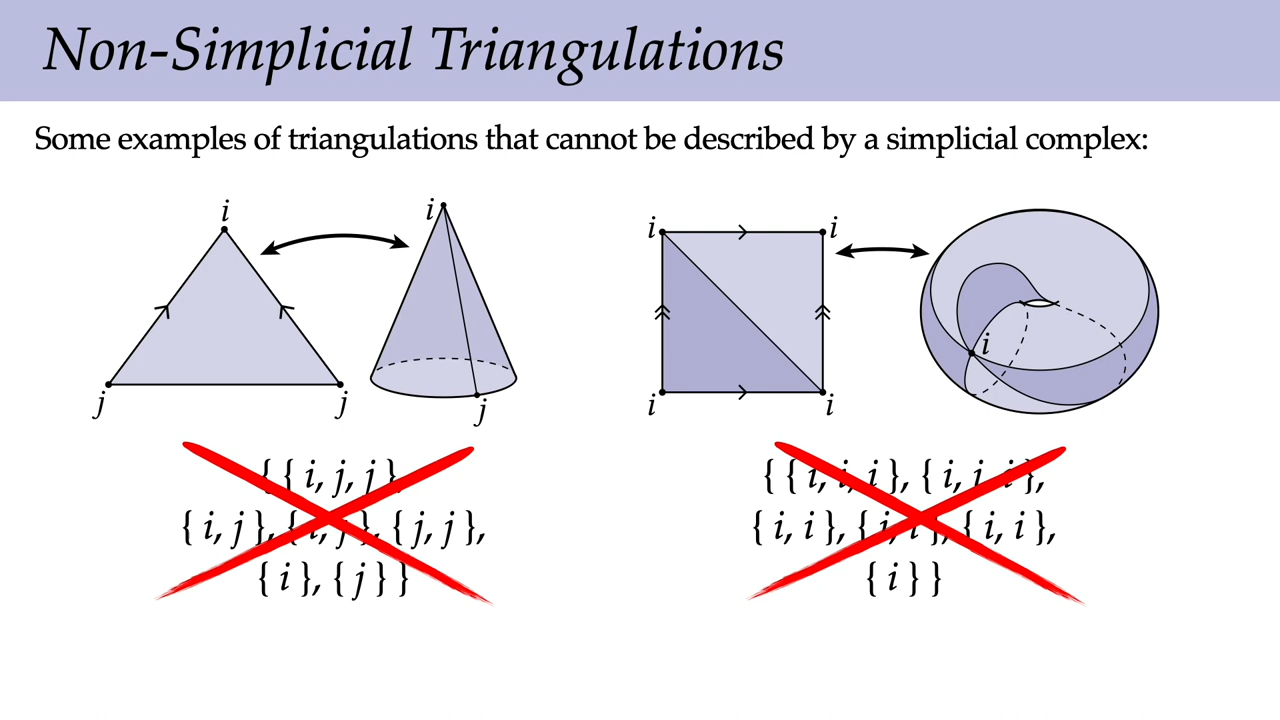 Non-Simplicial Triangulations
Some examples of triangulations that cannot be described by a simplicial complex:
i
j
j
i
j
i
i
i
i
i
{ { i, j, j },
{ i, j }, { i, j }, { j, j },
{ i }, { j } }
{ { i, i, i }, { i, i, i },
{ i, i }, { i, i }, { i, i },
{ i } }